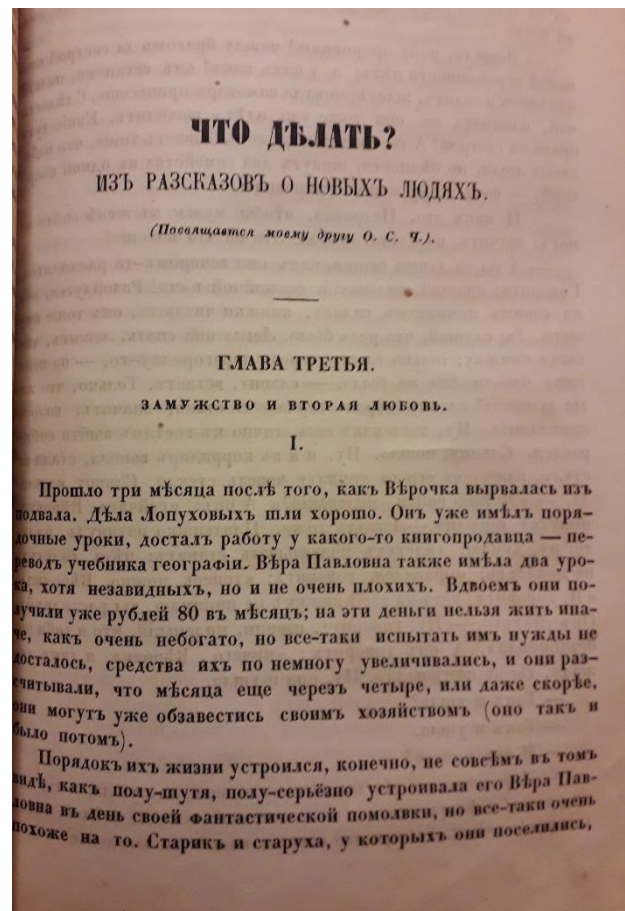 ЧТО ДѢЛАТЬ?
ИЗЪ РАЗСКАЗОВЪ О НОВЫХЪ ЛЮДЯХЪ.
(Посвящается моему другу О. С. Ч.).
ГЛАВА ТРЕТЬЯ.
ЗАМУЖСТВО И ВТОРАЯ ЛЮБОВЬ.
I.
Прошло три мѣсяца послѣ того, какъ Вѣрочка вырвалась изъ
подвала. Дѣла Лопуховыхъ шли хорошо. Онъ уже имѣлъ поря-
дочные уроки, досталъ работу у какого-то книгопродавца — пе-
реводъ учебника географіи. Вѣра Павловна также имѣла два уро-
ка, хотя незавидныхъ, но и не очень плохихъ. Вдвоемъ они по-
лучили уже рублей 80 въ мѣсяцъ; на эти деньги нельзя жить ина-
че, какъ очень небогато, но все-таки испытать имъ нужды не
досталось, средства ихъ по немногу увеличивались, и они раз-
считывали, что мѣсяца еще черезъ четыре, или даже скорѣе,
они могутъ уже обзавестись своимъ хозяйствомъ (оно такъ и
было потомъ).
Порядокъ ихъ жизни устроился, конечно, не совсѣмъ въ томъ
видѣ, какъ полу-шутя, полу-серьёзно устроивала его Вѣра Пав-
ловна въ день своей фантастической помолвки, но все-таки очень
похоже на то. Старикъ и старуха, у которыхъ они поселились,